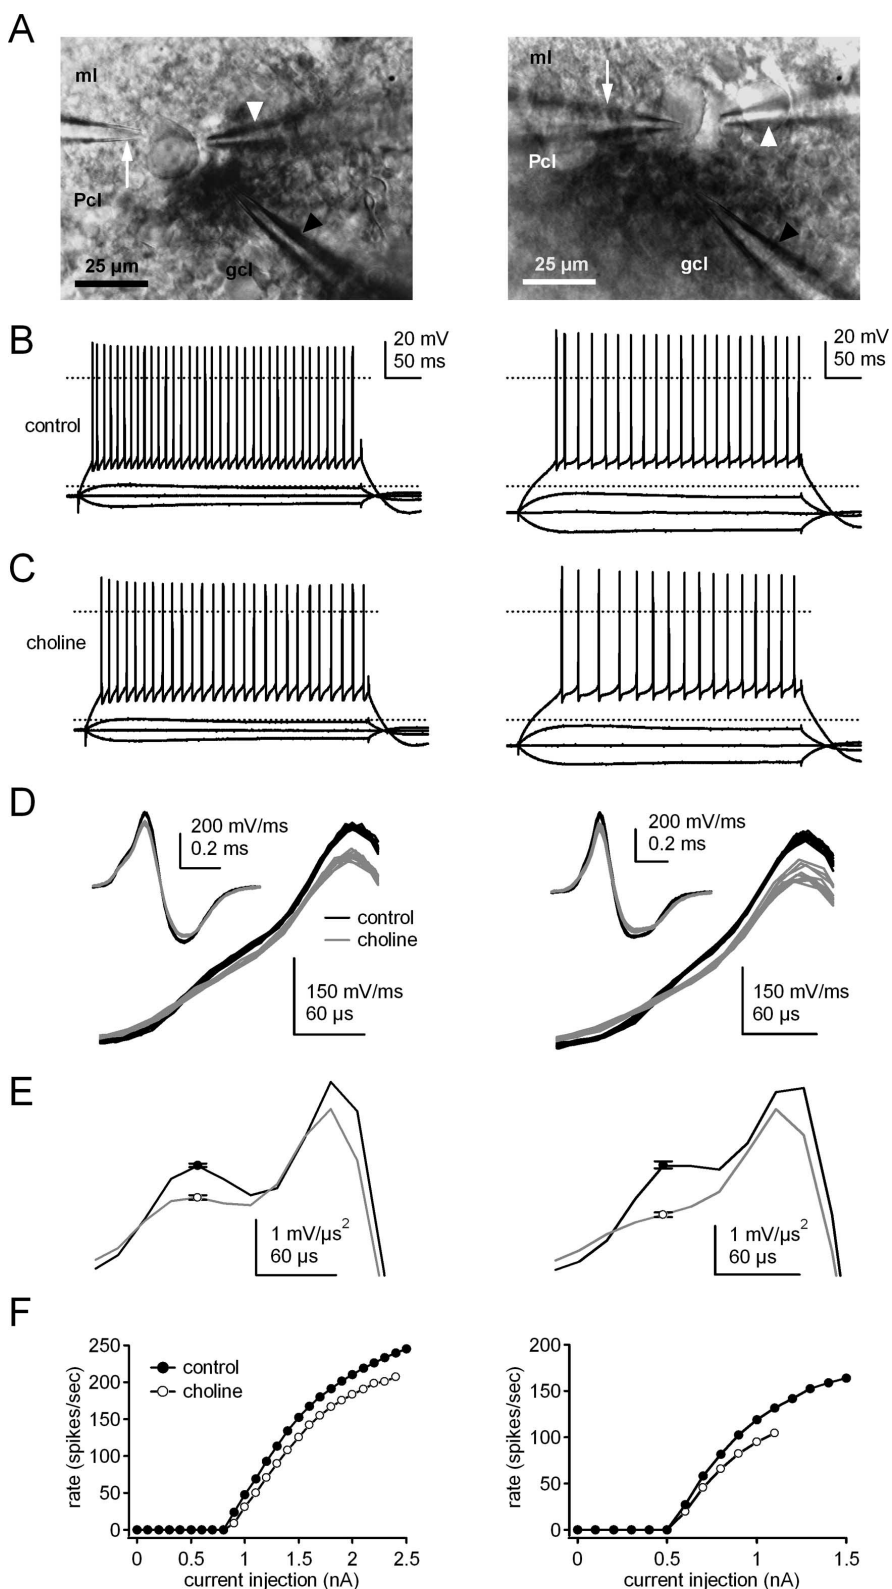 A
ml
Pcl
25 µm
gcl
ml
Pcl
25 µm
gcl
B
control
20 mV
50 ms
20 mV
50 ms
C
choline
D
200 mV/ms
0.2 ms
control
choline
150 mV/ms
60 µs
200 mV/ms
0.2 ms
150 mV/ms
60 µs
E
1 mV/µs²
60 µs
1 mV/µs²
60 µs
F
rate (spikes/sec)
250
200
150
100
50
0
control
choline
0 0.5 1 1.5 2 2.5
current injection (nA)
rate (spikes/sec)
200
150
100
50
0
0 0.5 1 1.5
current injection (nA)